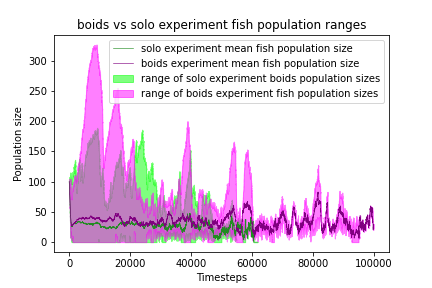 boids vs solo experiment fish population ranges
solo experiment mean fish population size
boids experiment mean fish population size
range of solo experiment boids population sizes
range of boids experiment fish population sizes
Population size
300
250
200
150
100
50
0
0 20000 40000 60000 80000 100000
Timesteps